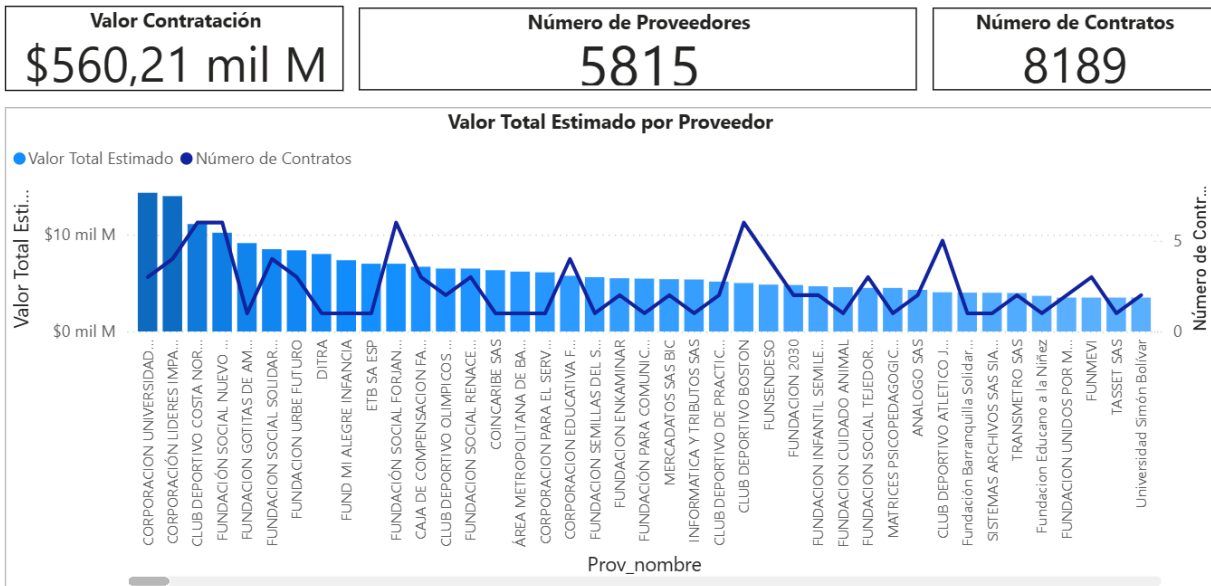 Valor Contratación
$560,21 mil M
Número de Proveedores
5815
Número de Contratos
8189
Valor Total Estimado por Proveedor
Valor Total Estimado
Número de Contratos
Valor Total Esti...
$10 mil M
$0 mil M
5
0
Número de Contr...
CORPORACION UNIVERSIDAD...
CORPORACIÓN LIDERES IMPA...
CLUB DEPORTIVO COSTA NOR...
FUNDACIÓN SOCIAL NUEVO ...
FUNDACION GOTITAS DE AM...
FUNDACION SOCIAL SOLIDAR...
FUNDACION URBE FUTURO
DITRA
FUND MI ALEGRE INFANCIA
ETB SA ESP
FUNDACIÓN SOCIAL FORJAN...
CAJA DE COMPENSACION FA...
CLUB DEPORTIVO OLIMPICOS ...
FUNDACION SOCIAL RENACE...
COINCARIBE SAS
ÁREA METROPOLITANA DE BA...
CORPORACION PARA EL SERV...
CORPORACION EDUCATIVA F...
FUNDACION SEMILLAS DEL S...
FUNDACION ENKAMINAR
FUNDACIÓN PARA COMUNIC...
MERCADATOS SAS BIC
INFORMATICA Y TRIBUTOS SAS
CLUB DEPORTIVO DE PRACTIC...
CLUB DEPORTIVO BOSTON
FUNSENDESO
FUNDACION 2030
FUNDACION INFANTIL SEMILE...
FUNDACION CUIDADO ANIMAL
FUNDACION SOCIAL TEJEDOR...
MATRICES PSICOPEDAGOGIC...
ANALOGO SAS
CLUB DEPORTIVO ATLETICO J...
Fundación Barranquilla Solidar...
SISTEMAS ARCHIVOS SAS SIA...
TRANSMETRO SAS
Fundacion Educano a la Niñez
FUNDACION UNIDOS POR M...
FUNMEVI
TASSET SAS
Universidad Simón Bolívar
Prov_nombre